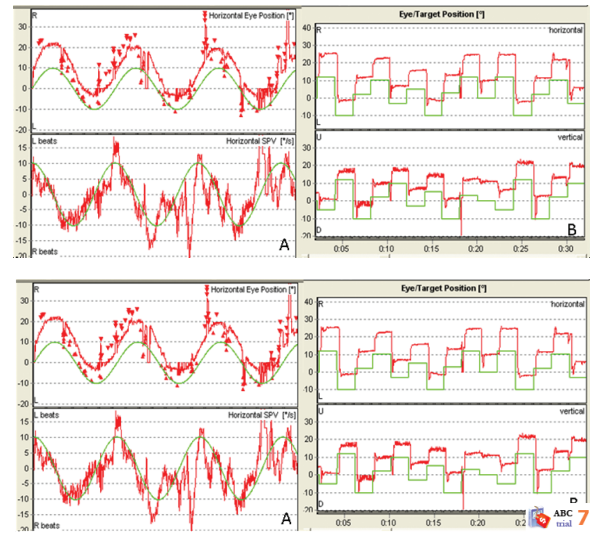 R Horizontal Eye Position [°]
30
20
10
0
-10
-20
L
L beats Horizontal SPV [°/s]
15
10
5
0
-5
-10
-15
-20
R beats
A
Eye/Target Position [°]
R horizontal
40
30
20
10
0
-10
L
U vertical
40
30
20
10
0
-10
-20
D
B
0:05 0:10 0:15 0:20 0:25 0:30
R Horizontal Eye Position [°]
30
20
10
0
-10
-20
L
L beats Horizontal SPV [°/s]
15
10
5
0
-5
-10
-15
-20
R beats
A
Eye/Target Position [°]
R horizontal
40
30
20
10
0
-10
L
U vertical
40
30
20
10
0
-10
-20
D
0:05 0:10 0:15 0:20
ABC 7
trial